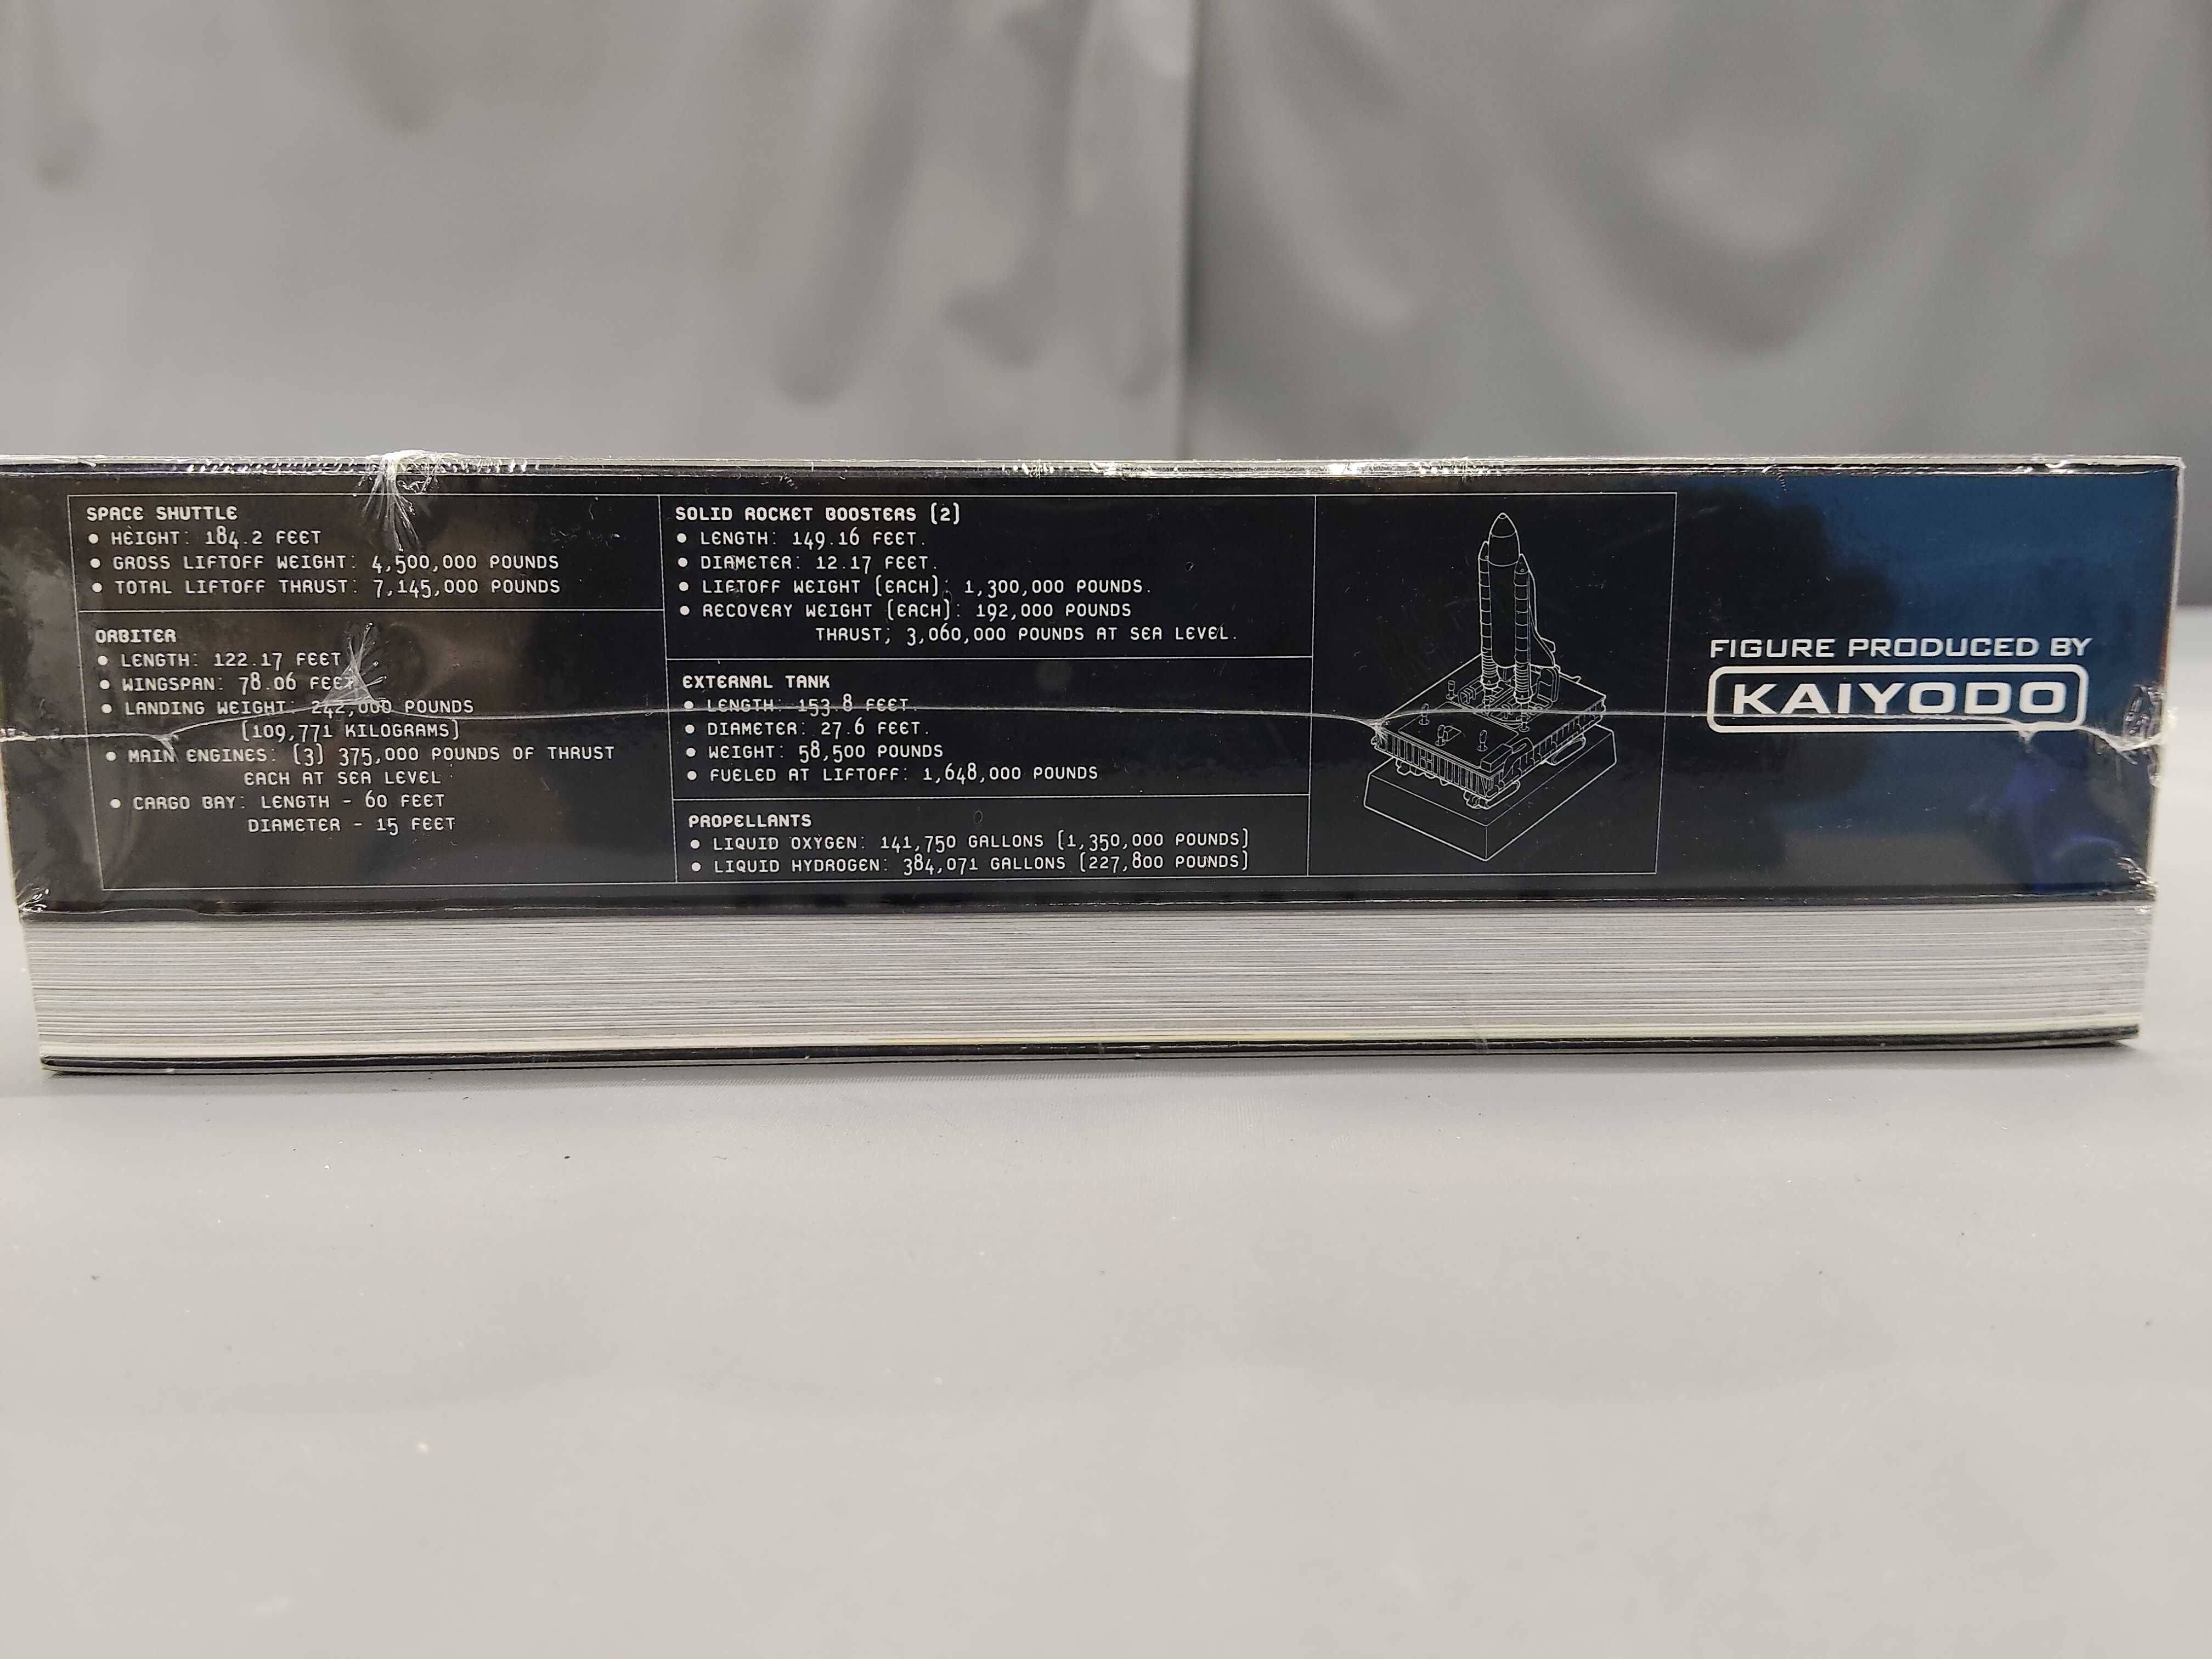 SPACE SHUTTLE
• HEIGHT: 184.2 FEET
• GROSS LIFTOFF WEIGHT: 4,500,000 POUNDS
• TOTAL LIFTOFF THRUST: 7,145,000 POUNDS
ORBITER
• LENGTH: 122.17 FEET
• WINGSPAN: 78.06 FEET
• LANDING WEIGHT: 242,000 POUNDS
(109,771 KILOGRAMS)
• MAIN ENGINES: (3) 375,000 POUNDS OF THRUST
EACH AT SEA LEVEL
• CARGO BAY: LENGTH - 60 FEET
DIAMETER - 15 FEET
SOLID ROCKET BOOSTERS (2)
• LENGTH: 149.16 FEET.
• DIAMETER: 12.17 FEET.
• LIFTOFF WEIGHT (EACH): 1,300,000 POUNDS.
• RECOVERY WEIGHT (EACH): 192,000 POUNDS
THRUST; 3,060,000 POUNDS AT SEA LEVEL.
EXTERNAL TANK
• LENGTH: 153.8 FEET.
• DIAMETER: 27.6 FEET.
• WEIGHT: 58,500 POUNDS
• FUELED AT LIFTOFF: 1,648,000 POUNDS
PROPELLANTS
• LIQUID OXYGEN: 141,750 GALLONS (1,350,000 POUNDS)
• LIQUID HYDROGEN: 384,071 GALLONS (227,800 POUNDS)
FIGURE PRODUCED BY
KAIYODO